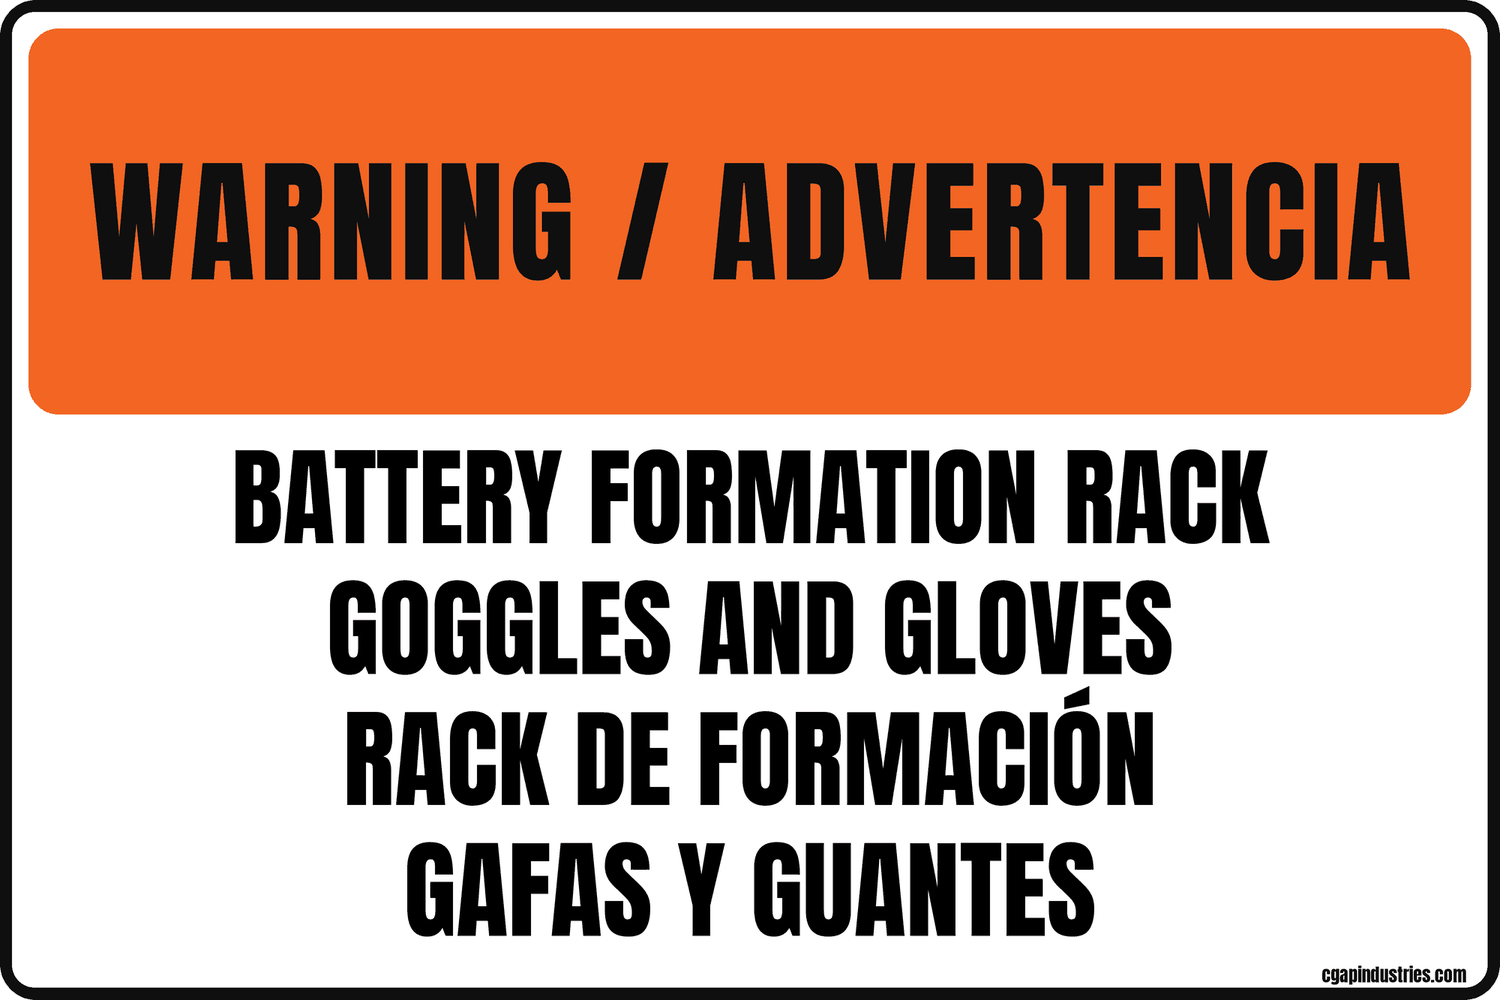 WARNING / ADVERTENCIA
BATTERY FORMATION RACK
GOGGLES AND GLOVES
RACK DE FORMACIÓN
GAFAS Y GUANTES
cgapindustries.com